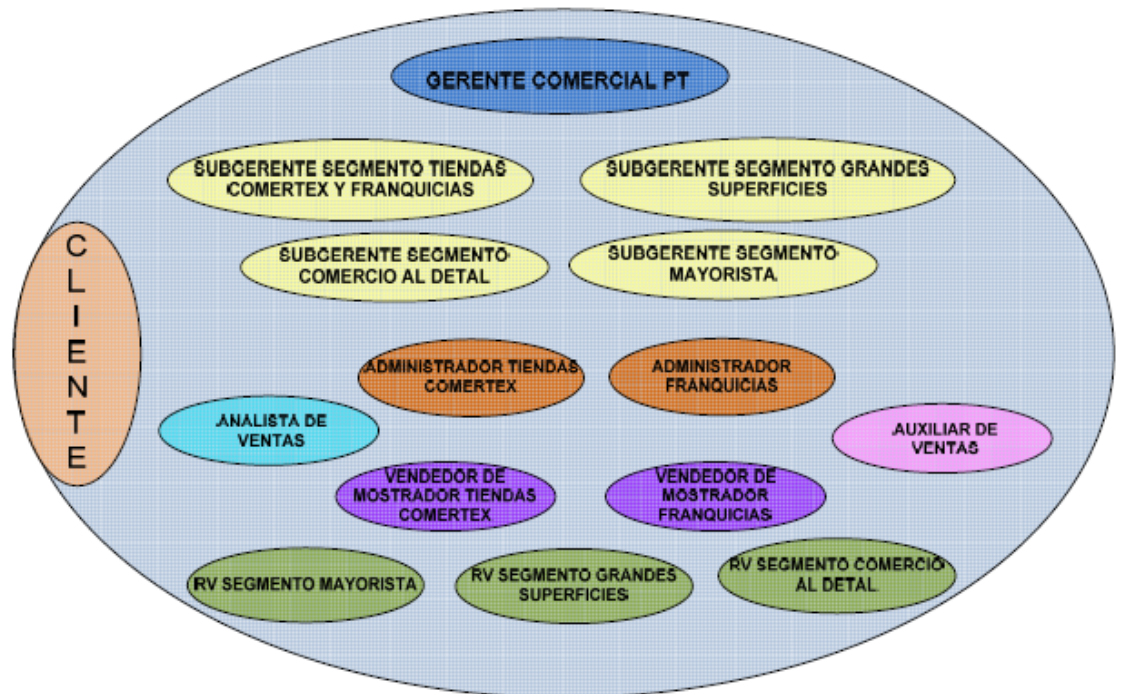 GERENTE COMERCIAL PT
SUBGERENTE SEGMENTO TIENDAS
COMERTEX Y FRANQUICIAS
SUBGERENTE SEGMENTO GRANDES
SUPERFICIES
CLIENTE
SUBGERENTE SEGMENTO
COMERCIO AL DETAL
SUBGERENTE SEGMENTO
MAYORISTA
ADMINISTRADOR TIENDAS
COMERTEX
ADMINISTRADOR
FRANQUICIAS
ANALISTA DE
VENTAS
AUXILIAR DE
VENTAS
VENDEDOR DE
MOSTRADOR TIENDAS
COMERTEX
VENDEDOR DE
MOSTRADOR
FRANQUICIAS
RV SEGMENTO MAYORISTA
RV SEGMENTO GRANDES
SUPERFICIES
RV SEGMENTO COMERCIO
AL DETAL